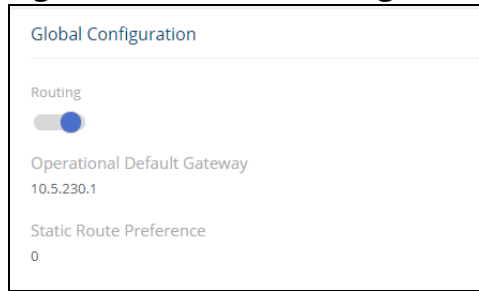 Global Configuration
Routing
Operational Default Gateway
10.5.230.1
Static Route Preference
0